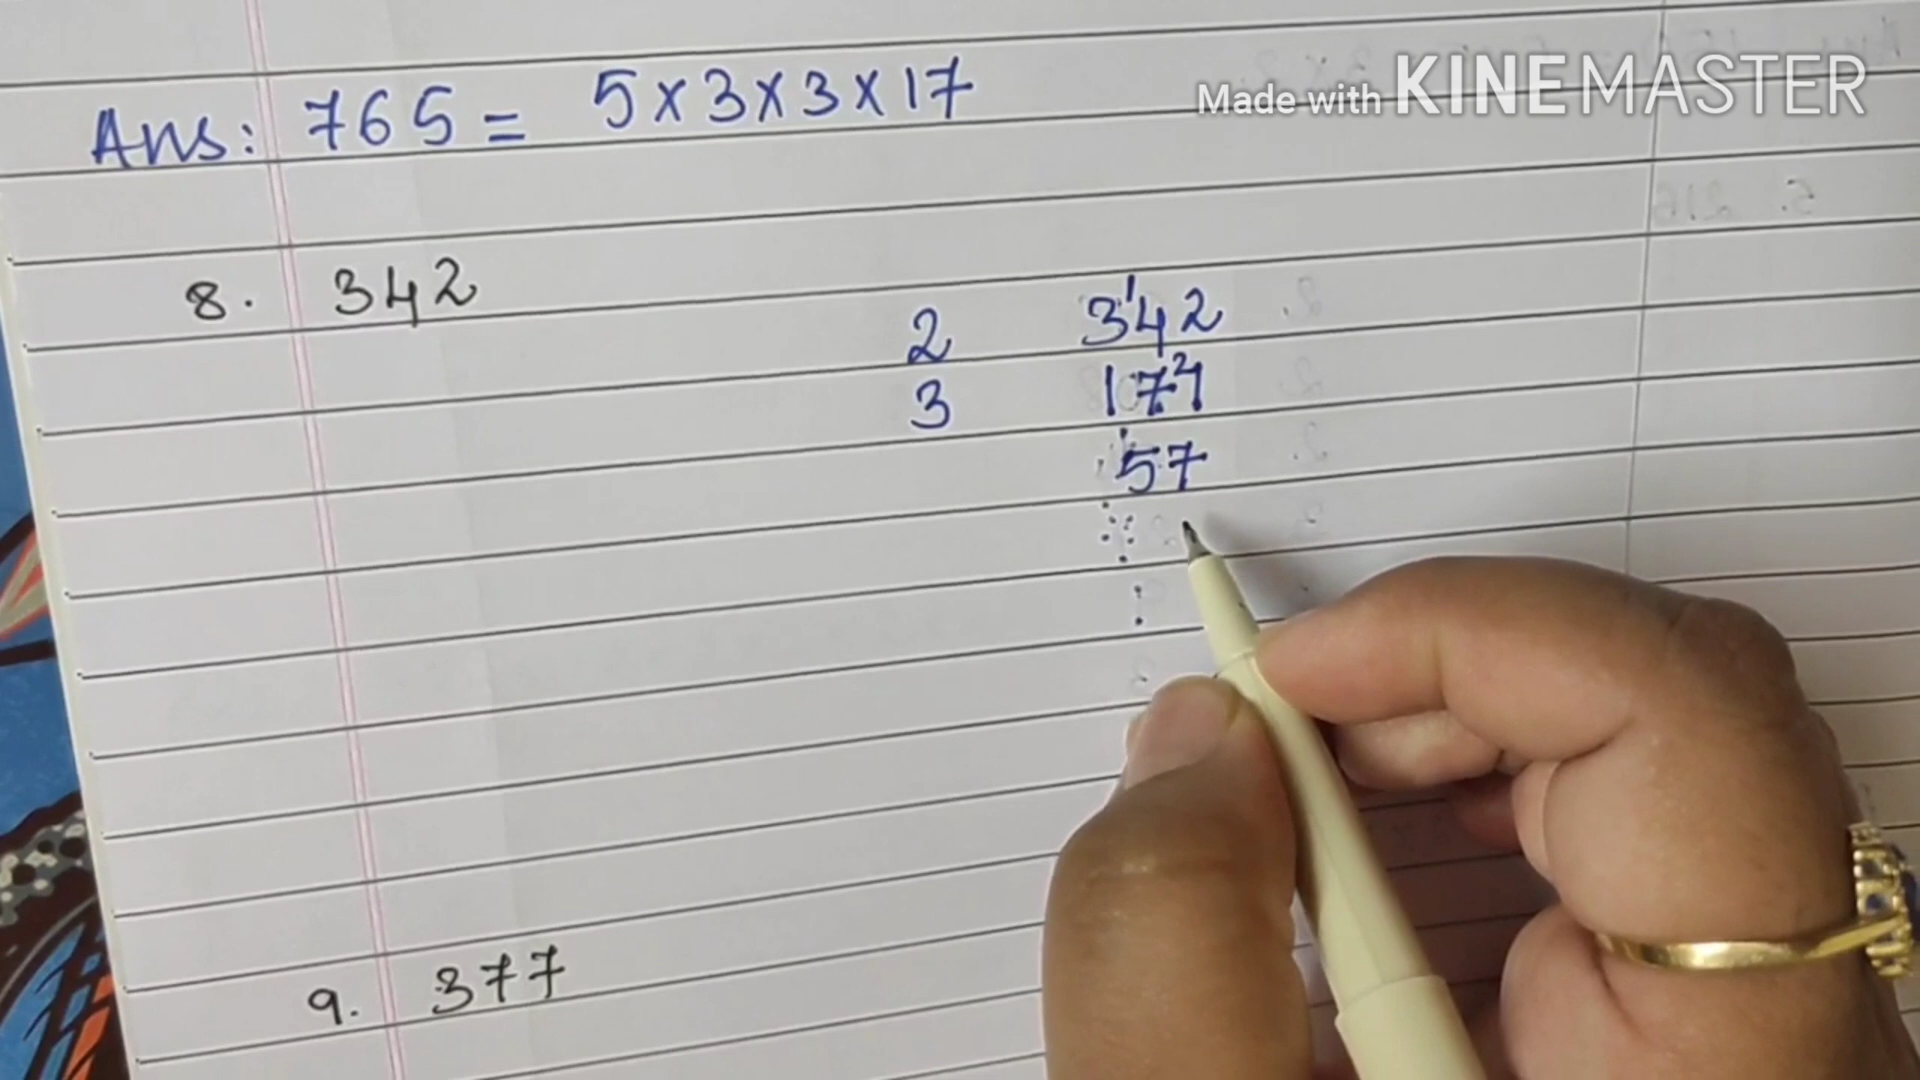 Made with KINEMASTER
Ans: 765 = 5×3×3×17
8. 342
2 342
3 171
57
9. 377